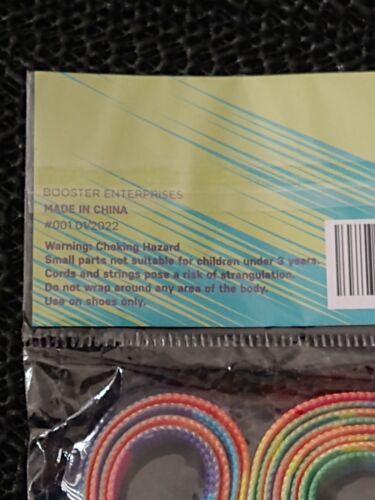 BOOSTER ENTERPRISES
MADE IN CHINA
#001 01/2022
Warning: Choking Hazard
Small parts not suitable for children under 3 years.
Cords and strings pose a risk of strangulation.
Do not wrap around any area of the body.
Use on shoes only.